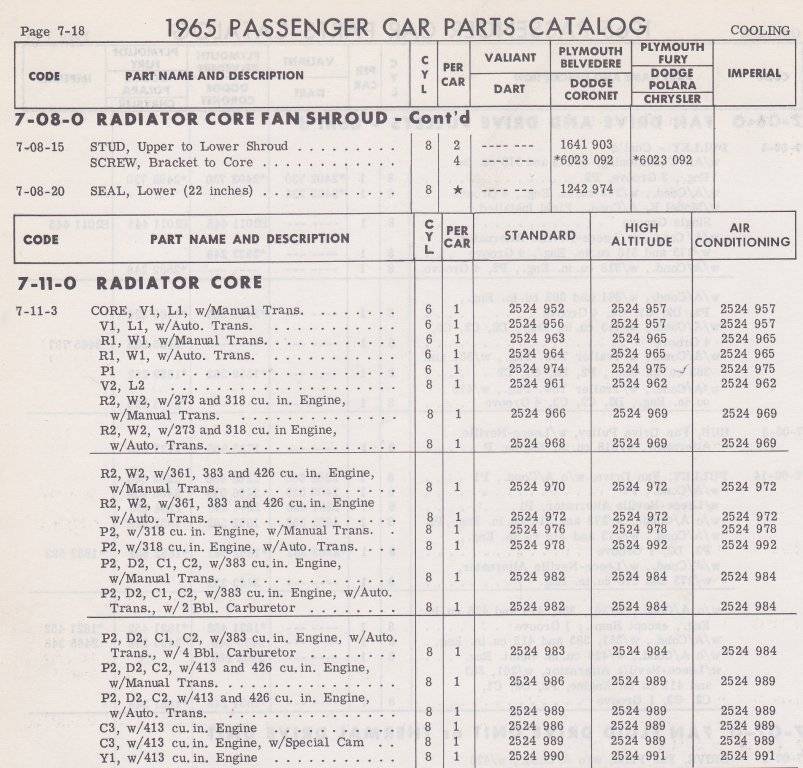 Page 7-18 1965 PASSENGER CAR PARTS CATALOG COOLING
CODE PART NAME AND DESCRIPTION CYL PER CAR VALIANT DART PLYMOUTH BELVEDERE DODGE CORONET PLYMOUTH FURY DODGE POLARA CHRYSLER IMPERIAL
7-08-0 RADIATOR CORE FAN SHROUD - Cont'd
7-08-15 STUD, Upper to Lower Shroud . . . . . . . . . 8 2 ---- --- 1641 903
SCREW, Bracket to Core . . . . . . . . . . . . 4 *6023 092 *6023 092
7-08-20 SEAL, Lower (22 inches) . . . . . . . . . . . . 8 ★ ---- --- 1242 974
CODE PART NAME AND DESCRIPTION CYL. PER CAR STANDARD HIGH ALTITUDE AIR CONDITIONING
7-11-0 RADIATOR CORE
7-11-3 CORE, V1, L1, w/Manual Trans. . . . . . . . . 6 1 2524 952 2524 957 2524 957
V1, L1, w/Auto. Trans. . . . . . . . . . . . 6 1 2524 956 2524 957 2524 957
R1, W1, w/Manual Trans. . . . . . . . . . . 6 1 2524 963 2524 965 2524 965
R1, W1, w/Auto. Trans. . . . . . . . . . . . 6 1 2524 964 2524 965 2524 965
P1 . . . . . . . . . . . . . . . . . . . . . 6 1 2524 974 2524 975 2524 975
V2, L2 . . . . . . . . . . . . . . . . . . . 8 1 2524 961 2524 962 2524 962
R2, W2, w/273 and 318 cu. in. Engine,
w/Manual Trans. . . . . . . . . . . . . . 8 1 2524 966 2524 969 2524 969
R2, W2, w/273 and 318 cu. in Engine,
w/Auto. Trans. . . . . . . . . . . . . . . 8 1 2524 968 2524 969 2524 969
R2, W2, w/361, 383 and 426 cu. in. Engine,
w/Manual Trans. . . . . . . . . . . . . . 8 1 2524 970 2524 972 2524 972
R2, W2, w/361, 383 and 426 cu. in. Engine
w/Auto. Trans. . . . . . . . . . . . . . . 8 1 2524 972 2524 972 2524 972
P2, w/318 cu. in. Engine, w/Manual Trans. . . 8 1 2524 976 2524 978 2524 978
P2, w/318 cu. in. Engine, w/Auto. Trans. . . . 8 1 2524 978 2524 992 2524 992
P2, D2, C1, C2, w/383 cu. in. Engine,
w/Manual Trans. . . . . . . . . . . . . . 8 1 2524 982 2524 984 2524 984
P2, D2, C1, C2, w/383 cu. in. Engine, w/Auto.
Trans., w/2 Bbl. Carburetor . . . . . . . . 8 1 2524 982 2524 984 2524 984
P2, D2, C1, C2, w/383 cu. in. Engine, w/Auto.
Trans., w/4 Bbl. Carburetor . . . . . . . . 8 1 2524 983 2524 984 2524 984
P2, D2, C2, w/413 and 426 cu. in. Engine,
w/Manual Trans. . . . . . . . . . . . . . 8 1 2524 986 2524 989 2524 989
P2, D2, C2, w/413 and 426 cu. in. Engine,
w/Auto. Trans. . . . . . . . . . . . . . . 8 1 2524 989 2524 989 2524 989
C3, w/413 cu. in. Engine . . . . . . . . . . . 8 1 2524 986 2524 989 2524 989
C3, w/413 cu. in. Engine, w/Special Cam . . 8 1 2524 989 2524 989 2524 989
Y1, w/413 cu. in. Engine . . . . . . . . . . . 8 1 2524 990 2524 991 2524 991